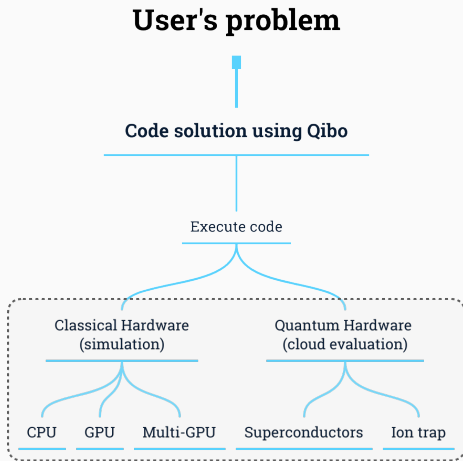 User's problem
Code solution using Qibo
Execute code
Classical Hardware
(simulation)
Quantum Hardware
(cloud evaluation)
CPU
GPU
Multi-GPU
Superconductors
Ion trap